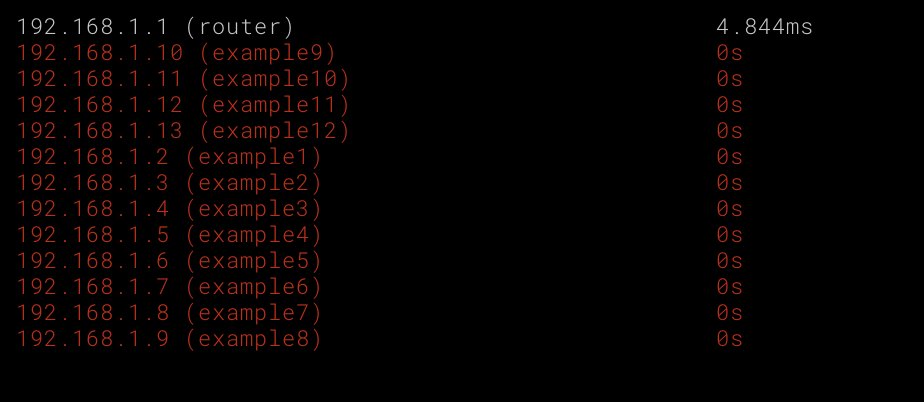 192.168.1.1 (router) 4.844ms
192.168.1.10 (example9) 0s
192.168.1.11 (example10) 0s
192.168.1.12 (example11) 0s
192.168.1.13 (example12) 0s
192.168.1.2 (example1) 0s
192.168.1.3 (example2) 0s
192.168.1.4 (example3) 0s
192.168.1.5 (example4) 0s
192.168.1.6 (example5) 0s
192.168.1.7 (example6) 0s
192.168.1.8 (example7) 0s
192.168.1.9 (example8) 0s